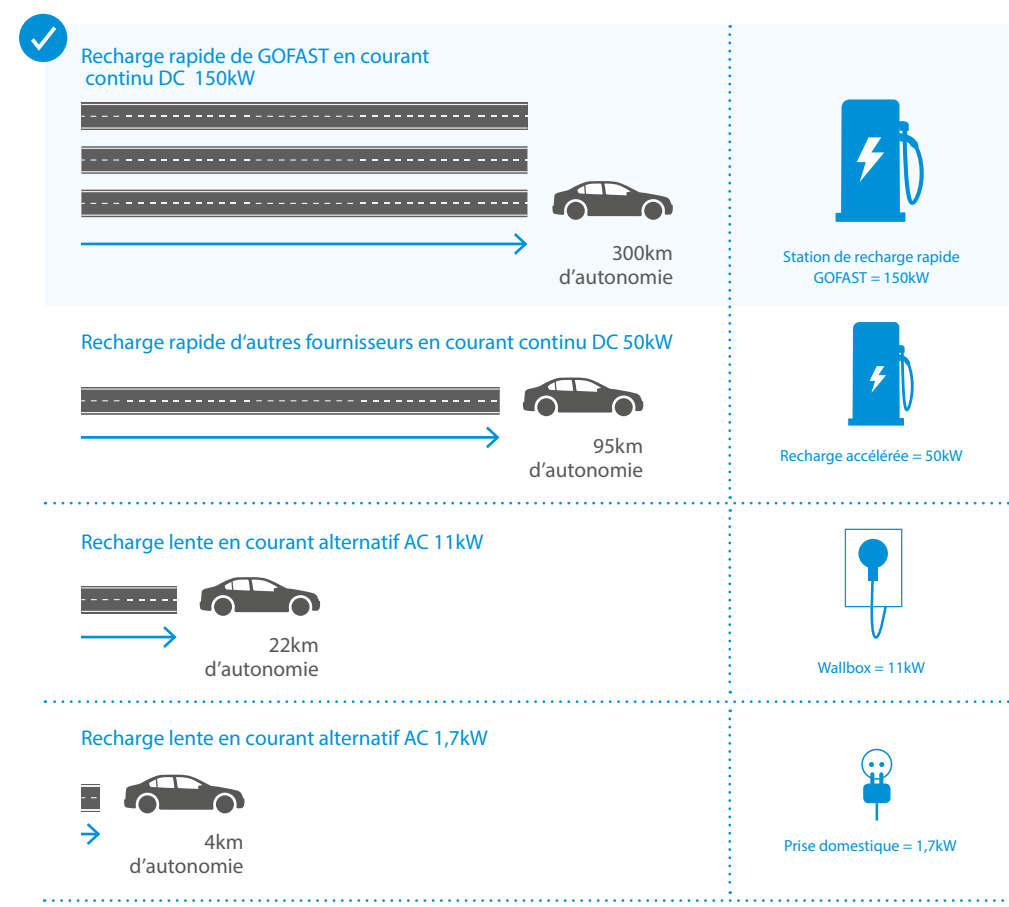 Recharge rapide de GOFAST en courant
continu DC 150kW
300km
d'autonomie
Station de recharge rapide
GOFAST = 150kW
Recharge rapide d'autres fournisseurs en courant continu DC 50kW
95km
d'autonomie
Recharge accélérée = 50kW
Recharge lente en courant alternatif AC 11kW
22km
d'autonomie
Wallbox = 11kW
Recharge lente en courant alternatif AC 1,7kW
4km
d'autonomie
Prise domestique = 1,7kW